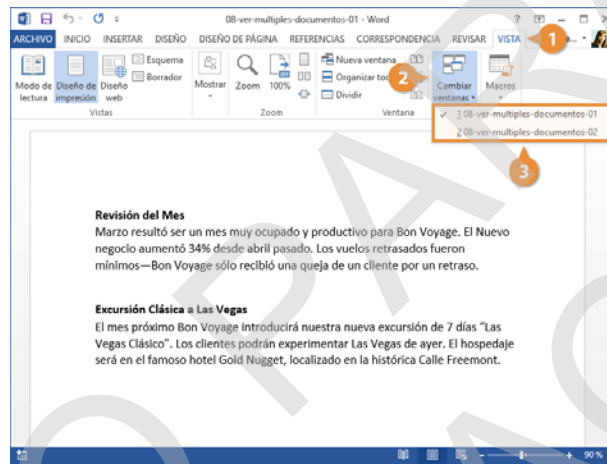 08-ver-multiples-documentos-01 - Word
ARCHIVO INICIO INSERTAR DISEÑO DISEÑO DE PÁGINA REFERENCIAS CORRESPONDENCIA REVISAR VISTA 1
Modo de lectura
Diseño de impresión
Diseño web
Esquema
Borrador
Vistas
Mostrar
Zoom
100%
Zoom
Nueva ventana
Organizar
Dividir
2
Ventana
Cambiar ventanas
Macros
1 08-ver-multiples-documentos-01
2 08-ver-multiples-documentos-02
3
Revisión del Mes
Marzo resultó ser un mes muy ocupado y productivo para Bon Voyage. El Nuevo
negocio aumentó 34% desde abril pasado. Los vuelos retrasados fueron
mínimos—Bon Voyage sólo recibió una queja de un cliente por un retraso.
Excursión Clásica a Las Vegas
El mes próximo Bon Voyage introducirá nuestra nueva excursión de 7 días “Las
Vegas Clásico”. Los clientes podrán experimentar Las Vegas de ayer. El hospedaje
será en el famoso hotel Gold Nugget, localizado en la histórica Calle Freemont.
90%